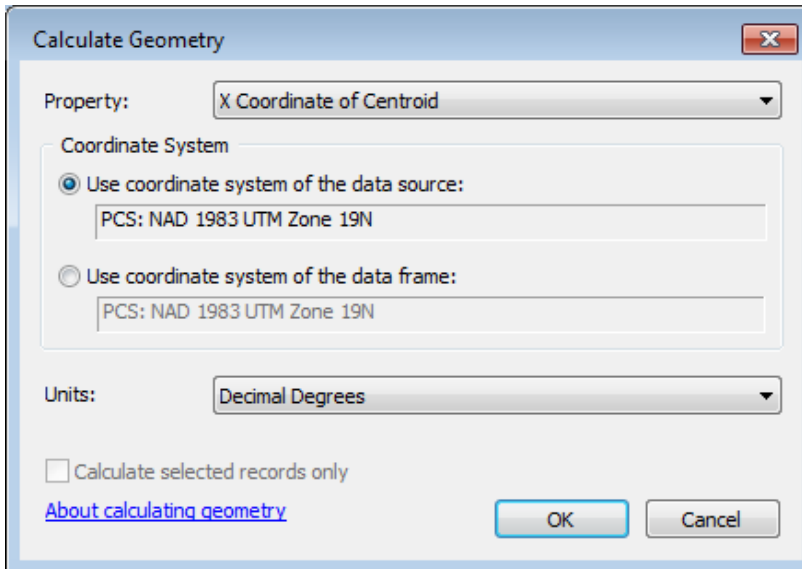 Calculate Geometry
Property: X Coordinate of Centroid
Coordinate System
Use coordinate system of the data source:
PCS: NAD 1983 UTM Zone 19N
Use coordinate system of the data frame:
PCS: NAD 1983 UTM Zone 19N
Units: Decimal Degrees
Calculate selected records only
About calculating geometry
OK Cancel